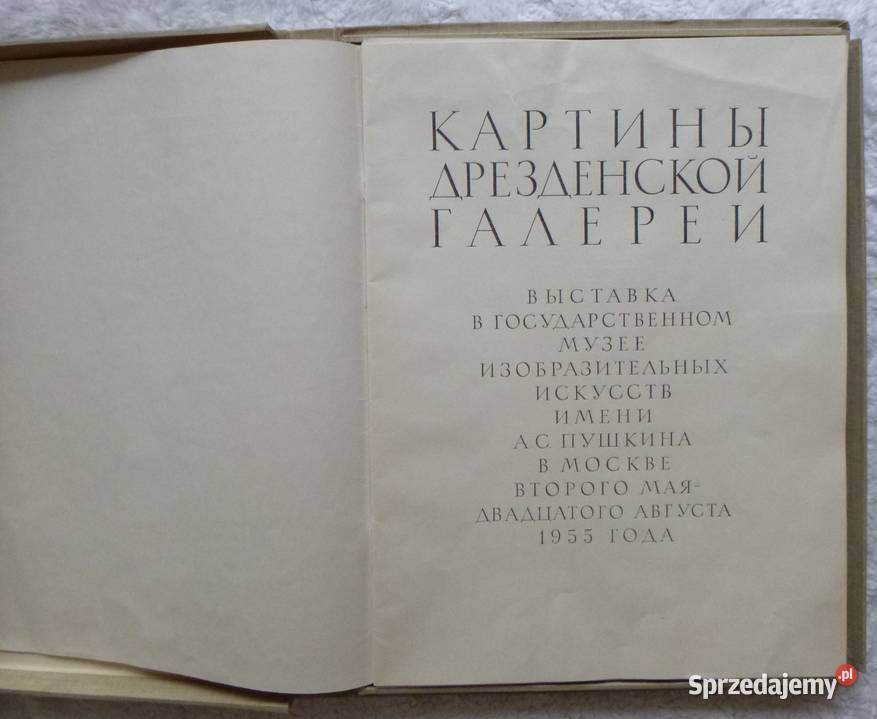 КАРТИНЫ
ДРЕЗДЕНСКОЙ
ГАЛЕРЕИ
ВЫСТАВКА
В ГОСУДАРСТВЕННОМ
МУЗЕЕ
ИЗОБРАЗИТЕЛЬНЫХ
ИСКУССТВ
ИМЕНИ
А.С. ПУШКИНА
В МОСКВЕ
ВТОРОГО МАЯ-
ДВАДЦАТОГО АВГУСТА
1955 ГОДА
Sprzedajemy.pl